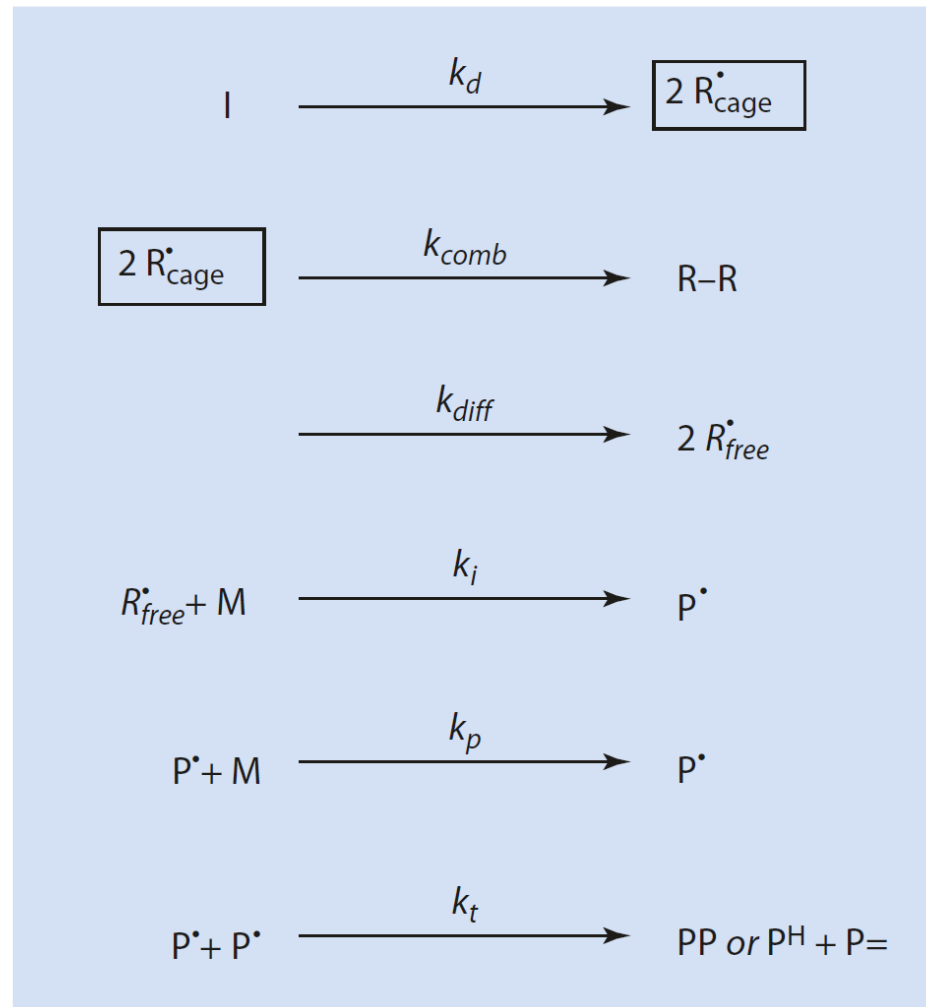 k_d
I 2 R•cage
k_comb
2 R•cage R–R
k_diff
2 R•free
k_i
R•free + M P•
k_p
P• + M P•
k_t
P• + P• PP or P^H + P=